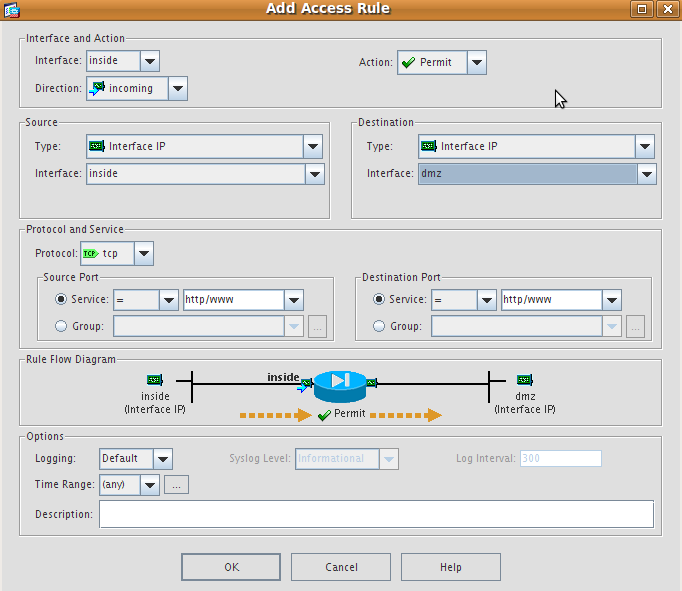 Add Access Rule
Interface and Action
Interface: inside Action: Permit
Direction: incoming
Source Destination
Type: Interface IP Type: Interface IP
Interface: inside Interface: dmz
Protocol and Service
Protocol: TCP tcp
Source Port Destination Port
Service: = http/www Service: = http/www
Group: ... Group: ...
Rule Flow Diagram
inside
inside dmz
(Interface IP) (Interface IP)
Permit
Options
Logging: Default Syslog Level: Informational Log Interval: 300
Time Range: (any) ...
Description:
OK Cancel Help